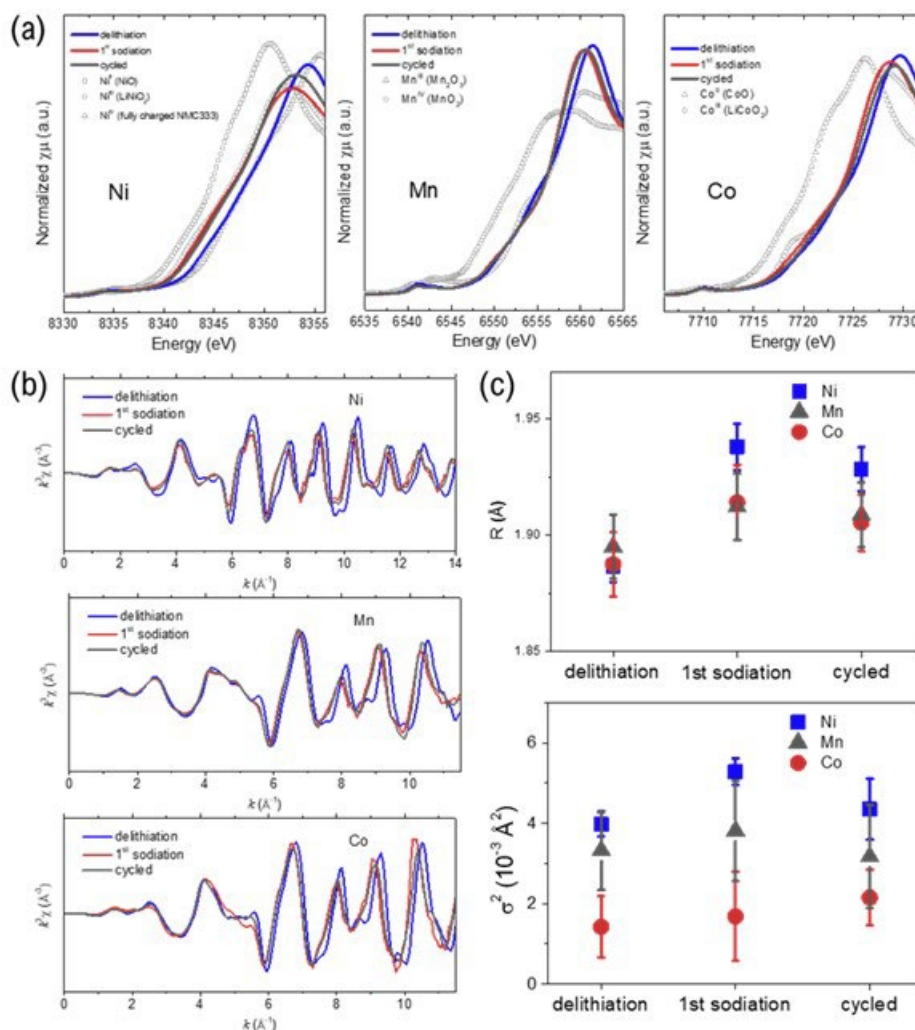 (a)
Normalized χμ (a.u.)
delithiation
1st sodiation
cycled
NiII (NiO)
NiIII (LiNiO2)
NiIV (fully charged NMC333)
Ni
8330 8335 8340 8345 8350 8355
Energy (eV)
Normalized χμ (a.u.)
delithiation
1st sodiation
cycled
MnIII (Mn2O3)
MnIV (MnO2)
Mn
6535 6540 6545 6550 6555 6560 6565
Energy (eV)
Normalized χμ (a.u.)
delithiation
1st sodiation
cycled
CoII (CoO)
CoIII (LiCoO2)
Co
7710 7715 7720 7725 7730
Energy (eV)
(b)
k3χ (Å-3)
delithiation
1st sodiation
cycled
Ni
0 2 4 6 8 10 12 14
k (Å-1)
k3χ (Å-3)
delithiation
1st sodiation
cycled
Mn
0 2 4 6 8 10
k (Å-1)
k3χ (Å-3)
delithiation
1st sodiation
cycled
Co
0 2 4 6 8 10
k (Å-1)
(c)
R (Å)
1.95
1.90
1.85
Ni
Mn
Co
delithiation 1st sodiation cycled
σ2 (10-3 Å2)
6
4
2
0
Ni
Mn
Co
delithiation 1st sodiation cycled